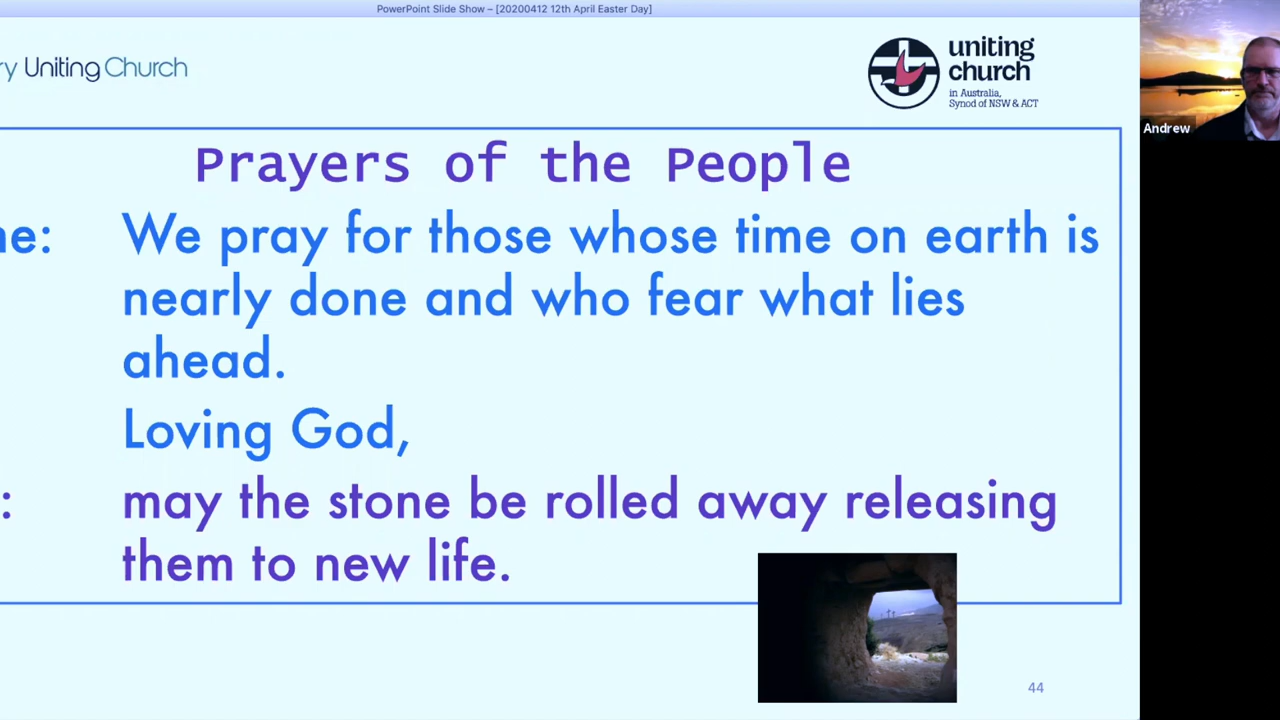 PowerPoint Slide Show – [20200412 12th April Easter Day]
ry Uniting Church
uniting
church
in Australia,
Synod of NSW & ACT
Andrew
Prayers of the People
ne: We pray for those whose time on earth is
nearly done and who fear what lies
ahead.
Loving God,
: may the stone be rolled away releasing
them to new life.
44